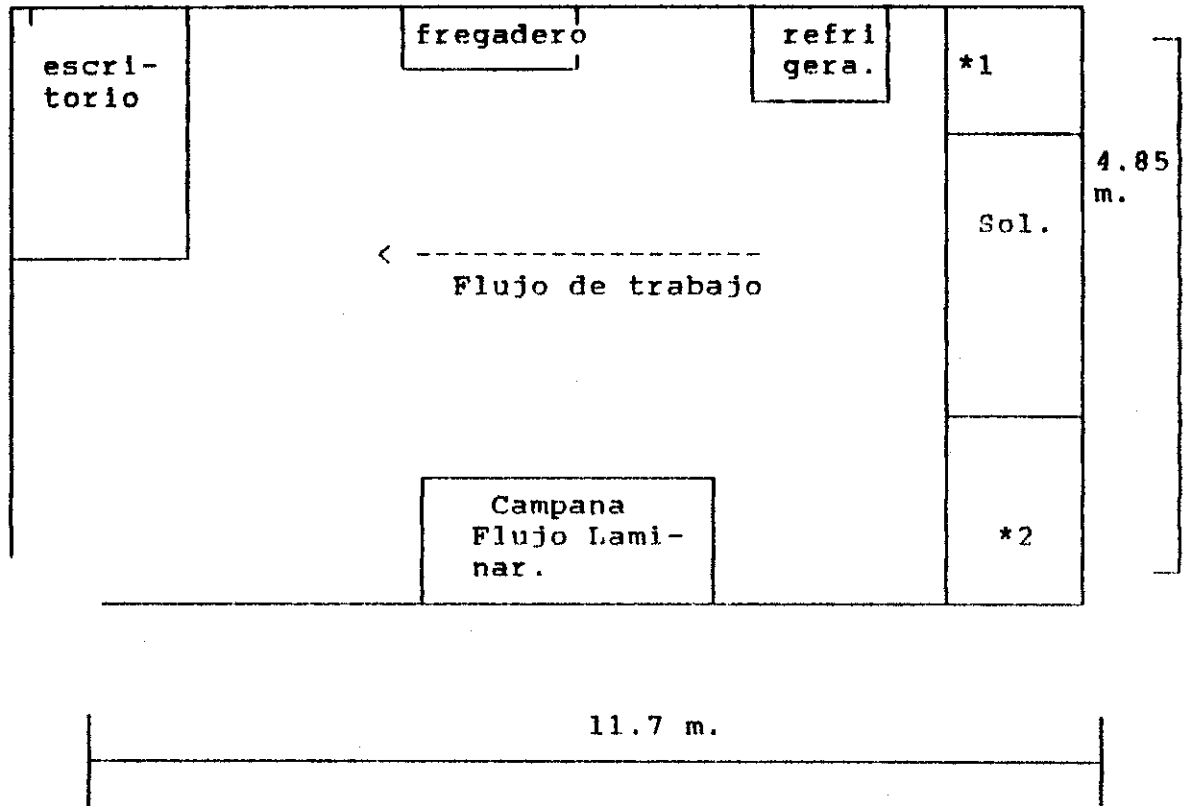 escri-
torio
fregadero
refri
gera.
*1
4.85
m.
Sol.
< -----------------
Flujo de trabajo
Campana
Flujo Lami-
nar.
*2
11.7 m.